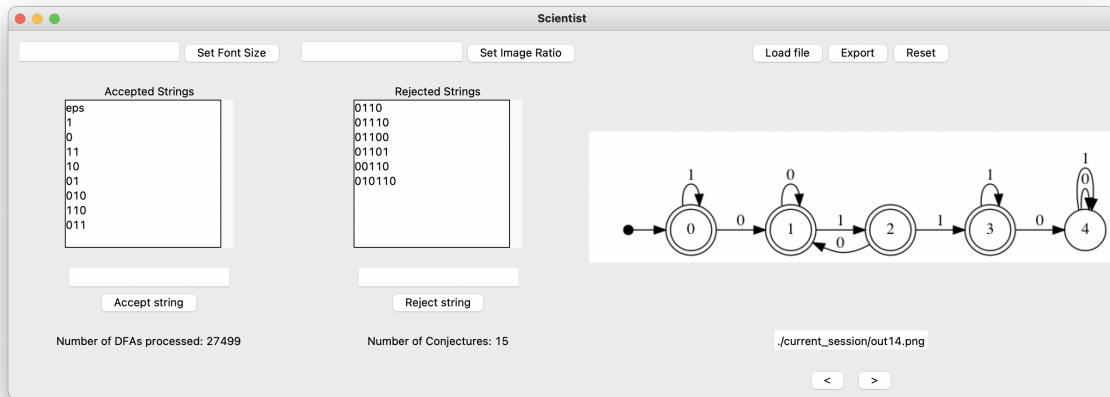 Scientist
Set Font Size
Set Image Ratio
Load file
Export
Reset
Accepted Strings
eps
1
0
11
10
01
010
110
011
Rejected Strings
0110
01110
01100
01101
00110
010110
Accept string
Reject string
Number of DFAs processed: 27499
Number of Conjectures: 15
1 0 1 1
0
0 0 1 2 1 3 0 4
1
0
./current_session/out14.png
< >